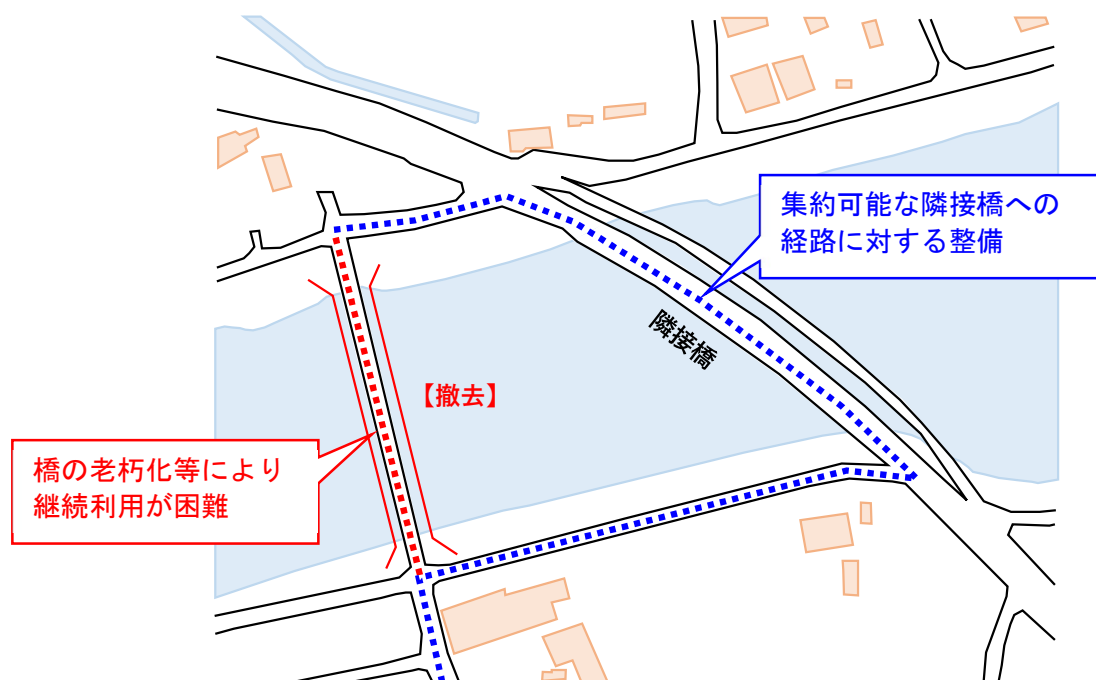 集約可能な隣接橋への
経路に対する整備
隣接橋
【撤去】
橋の老朽化等により
継続利用が困難